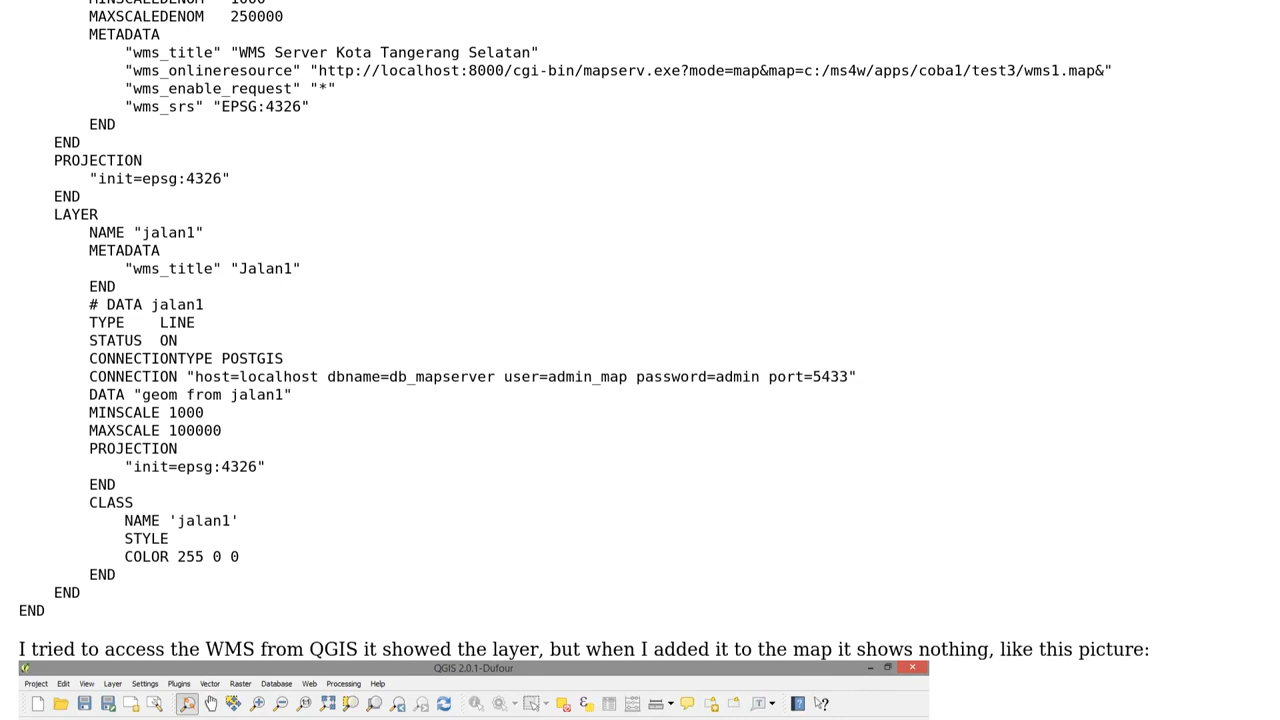 MAXSCALEDENOM   250000
        METADATA
            "wms_title" "WMS Server Kota Tangerang Selatan"
            "wms_onlineresource" "http://localhost:8000/cgi-bin/mapserv.exe?mode=map&map=c:/ms4w/apps/coba1/test3/wms1.map&"
            "wms_enable_request" "*"
            "wms_srs" "EPSG:4326"
        END
    END
    PROJECTION
        "init=epsg:4326"
    END
    LAYER
        NAME "jalan1"
        METADATA
            "wms_title" "Jalan1"
        END
        # DATA jalan1
        TYPE    LINE
        STATUS  ON
        CONNECTIONTYPE POSTGIS
        CONNECTION "host=localhost dbname=db_mapserver user=admin_map password=admin port=5433"
        DATA "geom from jalan1"
        MINSCALE 1000
        MAXSCALE 100000
        PROJECTION
            "init=epsg:4326"
        END
        CLASS
            NAME 'jalan1'
            STYLE
            COLOR 255 0 0
        END
    END
END
I tried to access the WMS from QGIS it showed the layer, but when I added it to the map it shows nothing, like this picture:
QGIS 2.0.1-Dufour
Project Edit View Layer Settings Plugins Vector Raster Database Web Processing Help